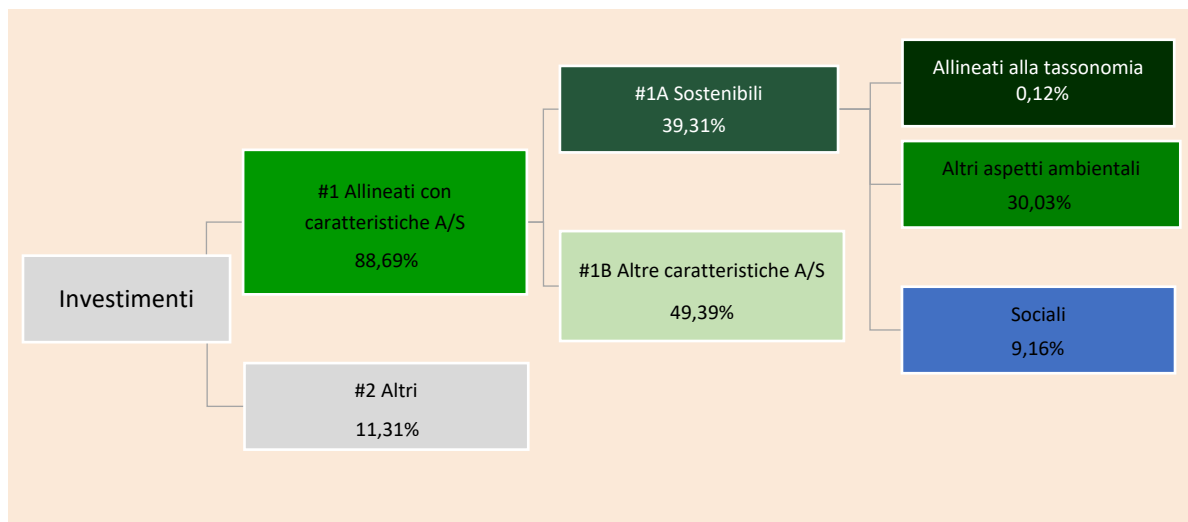 Investimenti
#1 Allineati con
caratteristiche A/S
88,69%
#2 Altri
11,31%
#1A Sostenibili
39,31%
#1B Altre caratteristiche A/S
49,39%
Allineati alla tassonomia
0,12%
Altri aspetti ambientali
30,03%
Sociali
9,16%